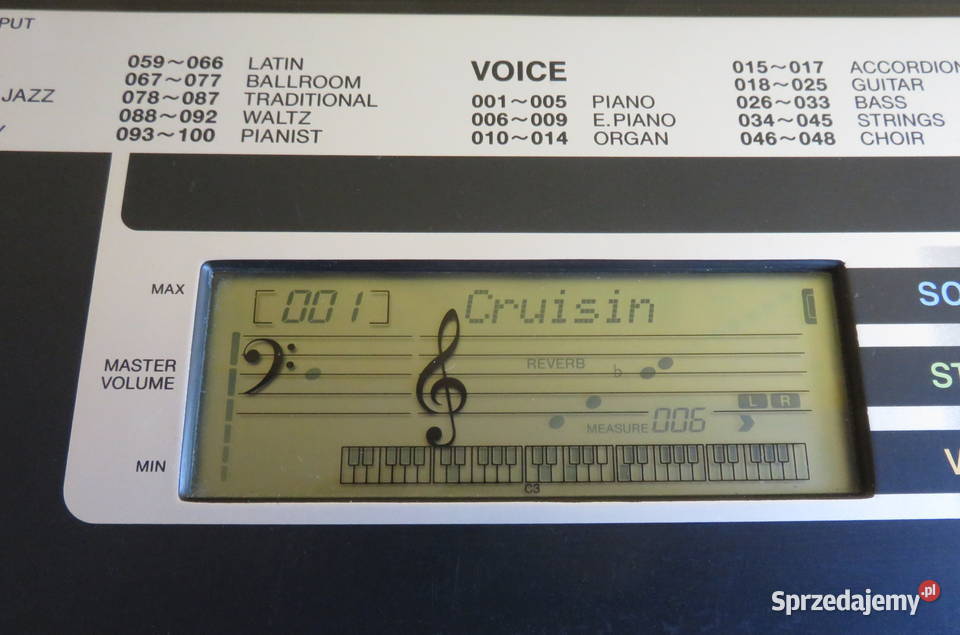 PUT
JAZZ
059~066 LATIN
067~077 BALLROOM
078~087 TRADITIONAL
088~092 WALTZ
093~100 PIANIST
VOICE
001~005 PIANO
006~009 E.PIANO
010~014 ORGAN
015~017 ACCORDION
018~025 GUITAR
026~033 BASS
034~045 STRINGS
046~048 CHOIR
MAX
MASTER
VOLUME
MIN
001 Cruisin
REVERB
L R
MEASURE 006
C3
SO
ST
V
Sprzedajemy.pl